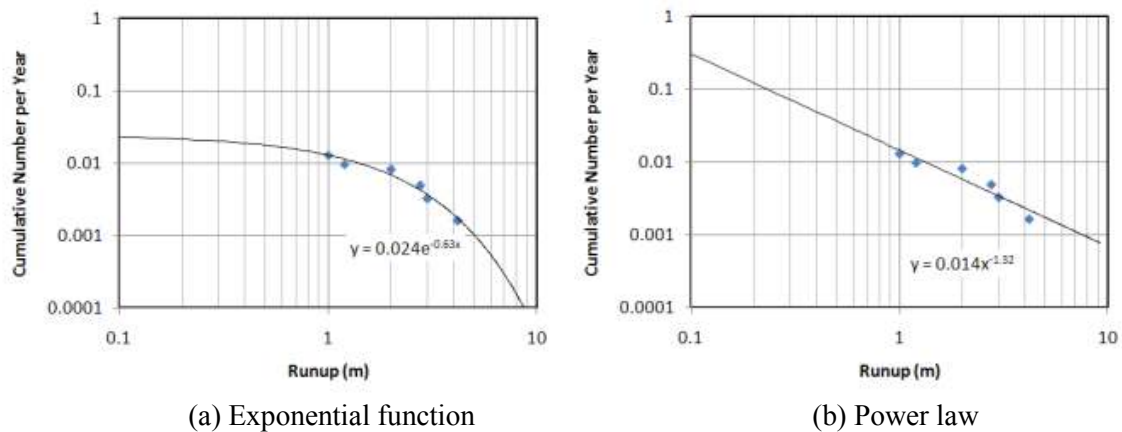 Cumulative Number per Year
1
0.1
0.01
0.001
0.0001
y = 0.024e^-0.63x
0.1 1 10
Runup (m)
(a) Exponential function
Cumulative Number per Year
1
0.1
0.01
0.001
0.0001
y = 0.014x^-1.32
0.1 1 10
Runup (m)
(b) Power law